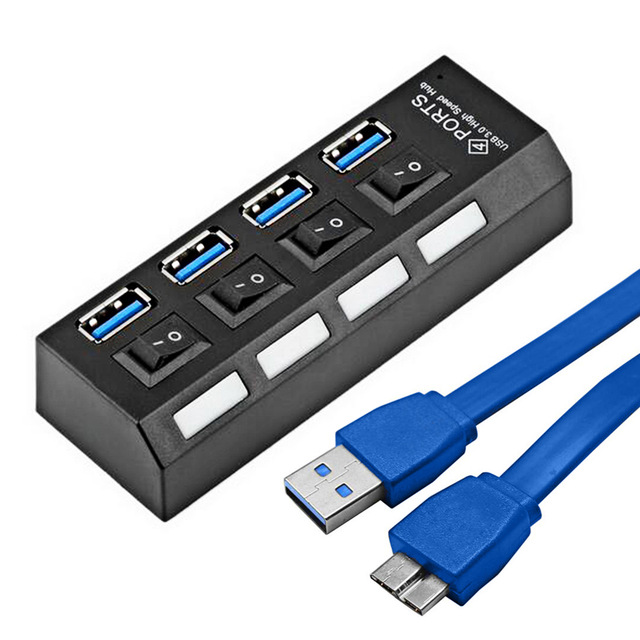 4 PORTS
USB 3.0 High Speed Hub
— O
— O
— O
— O